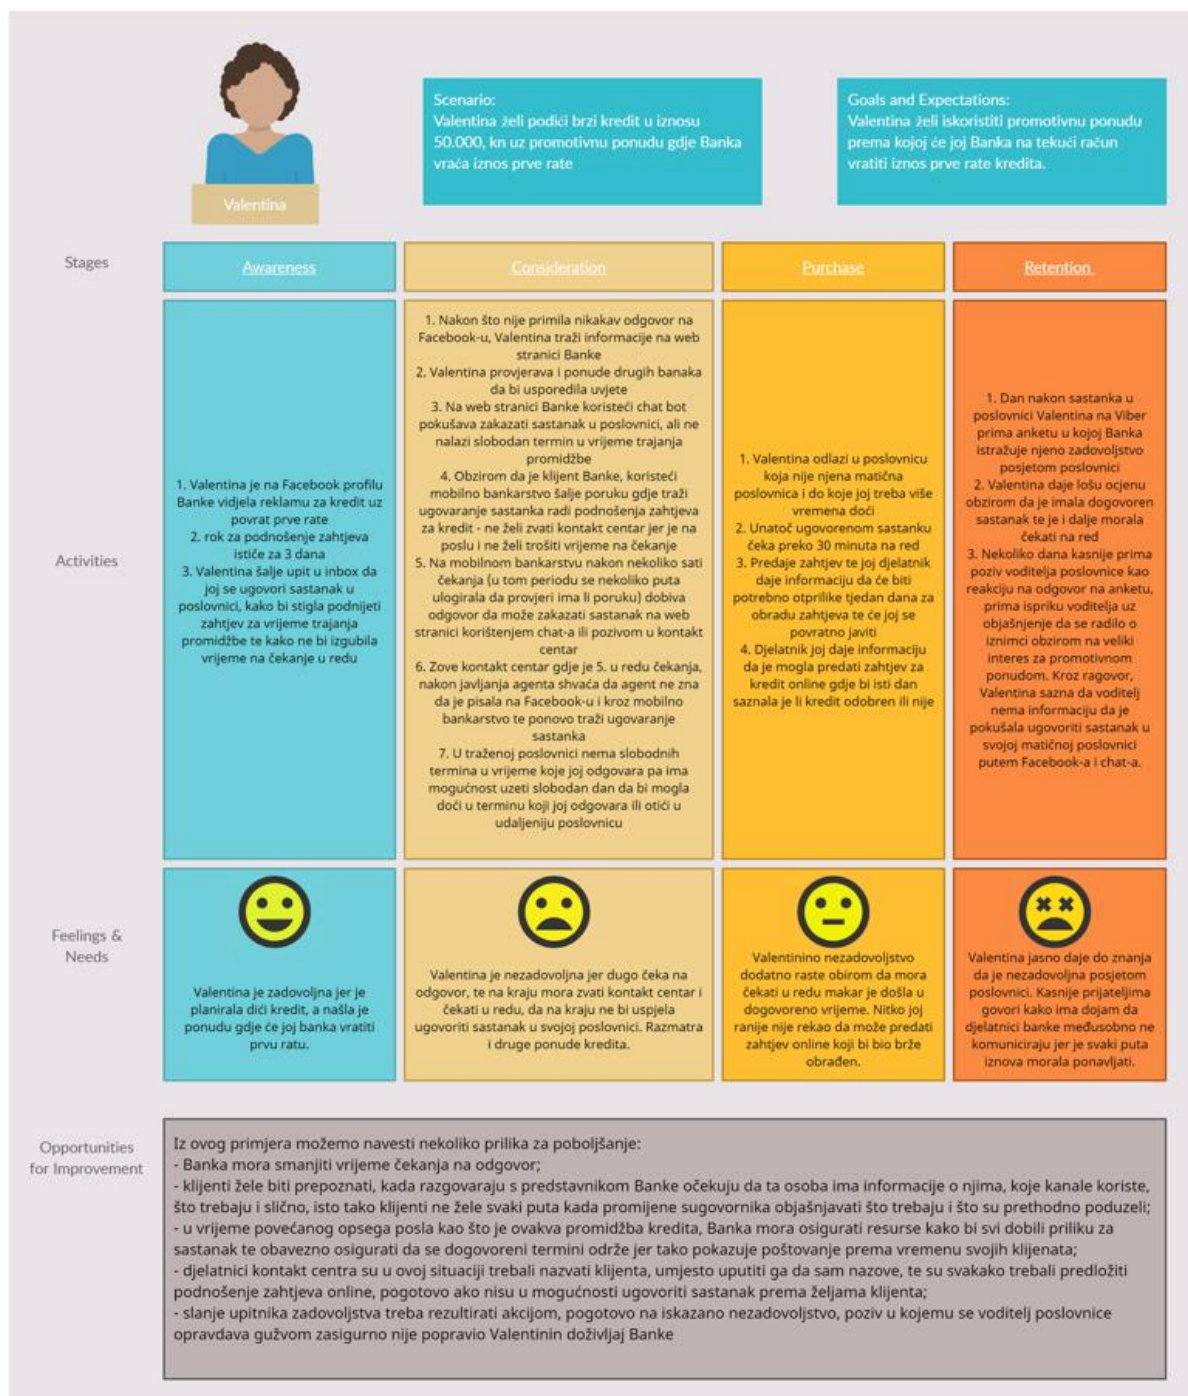 Valentina
Scenario:
Valentina želi podići brzi kredit u iznosu
50.000, kn uz promotivnu ponudu gdje Banka
vraća iznos prve rate
Goals and Expectations:
Valentina želi iskoristiti promotivnu ponudu
prema kojoj će joj Banka na tekući račun
vratiti iznos prve rate kredita.
Stages
Awareness
Consideration
Purchase
Retention
Activities
1. Valentina je na Facebook profilu
Banke vidjela reklamu za kredit uz
povrat prve rate
2. rok za podnošenje zahtjeva
ističe za 3 dana
3. Valentina šalje upit u inbox da
joj se ugovori sastanak u
poslovnici, kako bi stigla podnijeti
zahtjev za vrijeme trajanja
promidžbe te kako ne bi izgubila
vrijeme na čekanje u redu
1. Nakon što nije primila nikakav odgovor na
Facebook-u, Valentina traži informacije na web
stranici Banke
2. Valentina provjerava i ponude drugih banaka
da bi usporedila uvjete
3. Na web stranici Banke koristeći chat bot
pokušava zakazati sastanak u poslovnici, ali ne
nalazi slobodan termin u vrijeme trajanja
promidžbe
4. Obzirom da je klijent Banke, koristeći
mobilno bankarstvo šalje poruku gdje traži
ugovaranje sastanka radi podnošenja zahtjeva
za kredit - ne želi zvati kontakt centar jer je na
poslu i ne želi trošiti vrijeme na čekanje
5. Na mobilnom bankarstvu nakon nekoliko sati
čekanja (u tom periodu se nekoliko puta
ulogirala da provjeri ima li poruku) dobiva
odgovor da može zakazati sastanak na web
stranici korištenjem chat-a ili pozivom u kontakt
centar
6. Zove kontakt centar gdje je 5. u redu čekanja,
nakon javljanja agenta shvaća da agent ne zna
da je pisala na Facebook-u i kroz mobilno
bankarstvo te ponovo traži ugovaranje
sastanka
7. U traženoj poslovnici nema slobodnih
termina u vrijeme koje joj odgovara pa ima
mogućnost uzeti slobodan dan da bi mogla
doći u terminu koji joj odgovara ili otići u
udaljeniju poslovnicu
1. Valentina odlazi u poslovnicu
koja nije njena matična
poslovnica i do koje joj treba više
vremena doći
2. Unatoč ugovorenom sastanku
čeka preko 30 minuta na red
3. Predaje zahtjev te joj djelatnik
daje informaciju da će biti
potrebno otprilike tjedan dana za
obradu zahtjeva te će joj se
povratno javiti
4. Djelatnik joj daje informaciju
da je mogla predati zahtjev za
kredit online gdje bi isti dan
saznala je li kredit odobren ili nije
1. Dan nakon sastanka u
poslovnici Valentina na Viber
prima anketu u kojoj Banka
istražuje njeno zadovoljstvo
posjetom poslovnici
2. Valentina daje lošu ocjenu
obzirom da je imala dogovoren
sastanak te je i dalje morala
čekati na red
3. Nekoliko dana kasnije prima
poziv voditelja poslovnice kao
reakciju na odgovor na anketu,
prima ispriku voditelja uz
objašnjenje da se radilo o
iznimci obzirom na veliki
interes za promotivnom
ponudom. Kroz ragovor,
Valentina sazna da voditelj
nema informaciju da je
pokušala ugovoriti sastanak u
svojoj matičnoj poslovnici
putem Facebook-a i chat-a.
Feelings &
Needs
Valentina je zadovoljna jer je
planirala dići kredit, a našla je
ponudu gdje će joj banka vratiti
prvu ratu.
Valentina je nezadovoljna jer dugo čeka na
odgovor, te na kraju mora zvati kontakt centar i
čekati u redu, da na kraju ne bi uspjela
ugovoriti sastanak u svojoj poslovnici. Razmatra
i druge ponude kredita.
Valentinino nezadovoljstvo
dodatno raste obirom da mora
čekati u redu makar je došla u
dogovoreno vrijeme. Nitko joj
ranije nije rekao da može predati
zahtjev online koji bi bio brže
obrađen.
Valentina jasno daje do znanja
da je nezadovoljna posjetom
poslovnici. Kasnije prijateljima
govori kako ima dojam da
djelatnici banke međusobno ne
komuniciraju jer je svaki puta
iznova morala ponavljati.
Opportunities
for Improvement
Iz ovog primjera možemo navesti nekoliko prilika za poboljšanje:
- Banka mora smanjiti vrijeme čekanja na odgovor;
- klijenti žele biti prepoznati, kada razgovaraju s predstavnikom Banke očekuju da ta osoba ima informacije o njima, koje kanale koriste,
što trebaju i slično, isto tako klijenti ne žele svaki puta kada promijene sugovornika objašnjavati što trebaju i što su prethodno poduzeli;
- u vrijeme povećanog opsega posla kao što je ovakva promidžba kredita, Banka mora osigurati resurse kako bi svi dobili priliku za
sastanak te obavezno osigurati da se dogovoreni termini održe jer tako pokazuje poštovanje prema vremenu svojih klijenata;
- djelatnici kontakt centra su u ovoj situaciji trebali nazvati klijenta, umjesto uputiti ga da sam nazove, te su svakako trebali predložiti
podnošenje zahtjeva online, pogotovo ako nisu u mogućnosti ugovoriti sastanak prema željama klijenta;
- slanje upitnika zadovoljstva treba rezultirati akcijom, pogotovo na iskazano nezadovoljstvo, poziv u kojemu se voditelj poslovnice
opravdava gužvom zasigurno nije popravio Valentinin doživljaj Banke